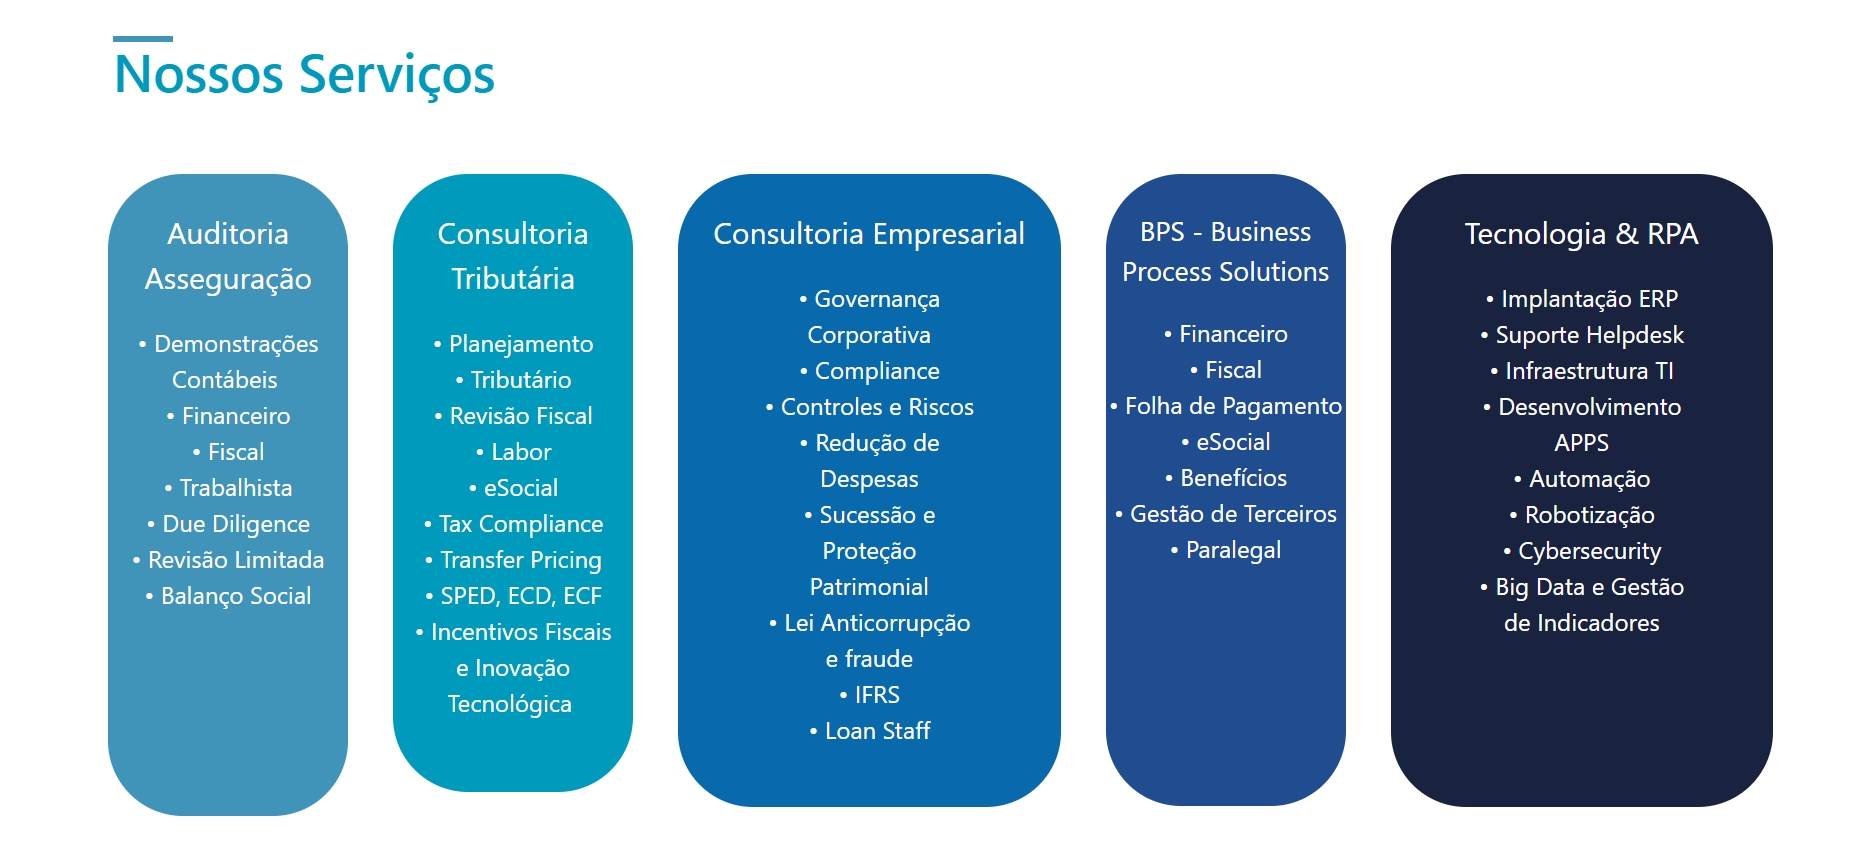 Nossos Serviços
Auditoria
Asseguração
• Demonstrações
Contábeis
• Financeiro
• Fiscal
• Trabalhista
• Due Diligence
• Revisão Limitada
• Balanço Social
Consultoria
Tributária
• Planejamento
• Tributário
• Revisão Fiscal
• Labor
• eSocial
• Tax Compliance
• Transfer Pricing
• SPED, ECD, ECF
• Incentivos Fiscais
e Inovação
Tecnológica
Consultoria Empresarial
• Governança
Corporativa
• Compliance
• Controles e Riscos
• Redução de
Despesas
• Sucessão e
Proteção
Patrimonial
• Lei Anticorrupção
e fraude
• IFRS
• Loan Staff
BPS - Business
Process Solutions
• Financeiro
• Fiscal
• Folha de Pagamento
• eSocial
• Benefícios
• Gestão de Terceiros
• Paralegal
Tecnologia & RPA
• Implantação ERP
• Suporte Helpdesk
• Infraestrutura TI
• Desenvolvimento
APPS
• Automação
• Robotização
• Cybersecurity
• Big Data e Gestão
de Indicadores